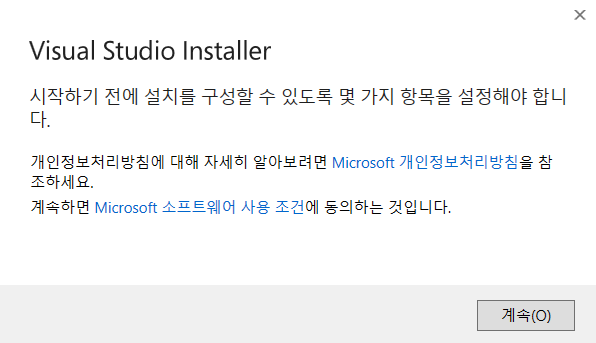 Visual Studio Installer
시작하기 전에 설치를 구성할 수 있도록 몇 가지 항목을 설정해야 합니
다.
개인정보처리방침에 대해 자세히 알아보려면 Microsoft 개인정보처리방침을 참
조하세요.
계속하면 Microsoft 소프트웨어 사용 조건에 동의하는 것입니다.
계속(O)